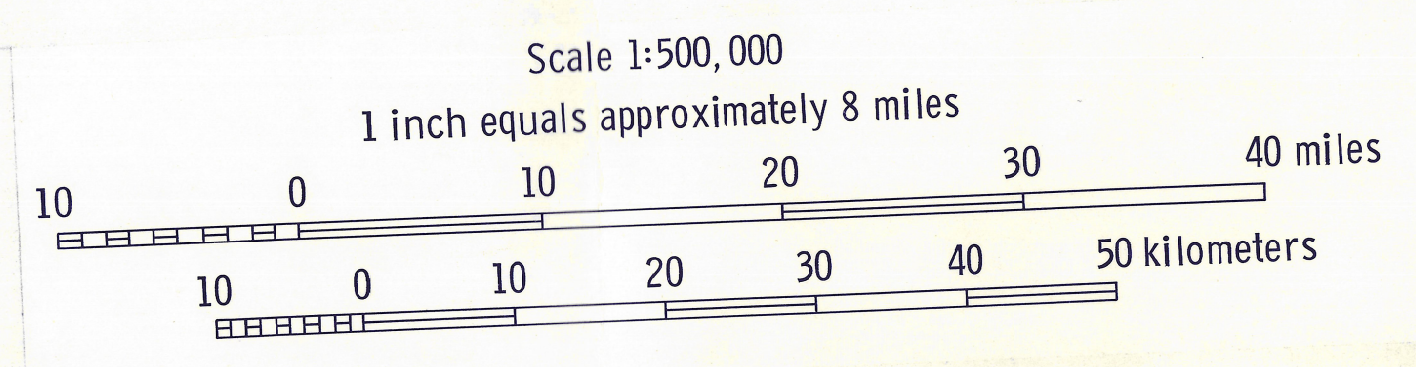 Scale 1:500,000
1 inch equals approximately 8 miles
10 0 10 20 30 40 miles
10 0 10 20 30 40 50 kilometers